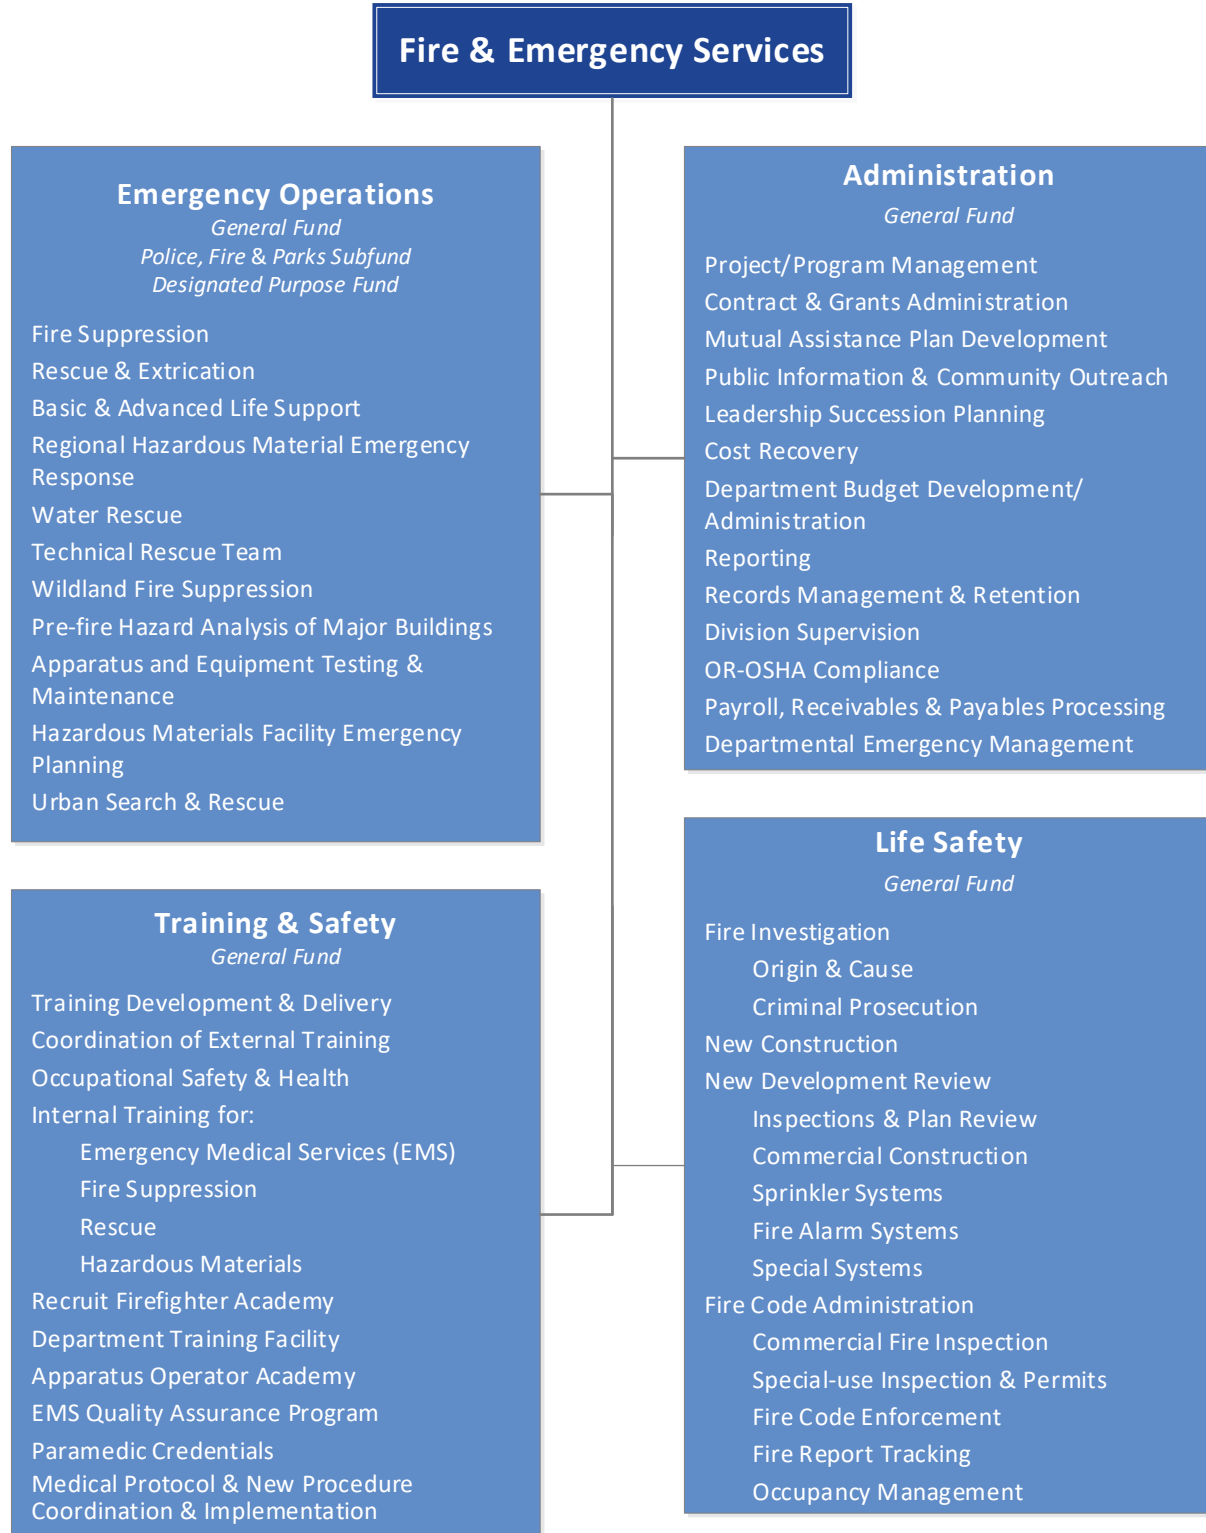 Fire & Emergency Services
Emergency Operations
General Fund
Police, Fire & Parks Subfund
Designated Purpose Fund
Fire Suppression
Rescue & Extrication
Basic & Advanced Life Support
Regional Hazardous Material Emergency
Response
Water Rescue
Technical Rescue Team
Wildland Fire Suppression
Pre-fire Hazard Analysis of Major Buildings
Apparatus and Equipment Testing &
Maintenance
Hazardous Materials Facility Emergency
Planning
Urban Search & Rescue
Administration
General Fund
Project/Program Management
Contract & Grants Administration
Mutual Assistance Plan Development
Public Information & Community Outreach
Leadership Succession Planning
Cost Recovery
Department Budget Development/
Administration
Reporting
Records Management & Retention
Division Supervision
OR-OSHA Compliance
Payroll, Receivables & Payables Processing
Departmental Emergency Management
Training & Safety
General Fund
Training Development & Delivery
Coordination of External Training
Occupational Safety & Health
Internal Training for:
Emergency Medical Services (EMS)
Fire Suppression
Rescue
Hazardous Materials
Recruit Firefighter Academy
Department Training Facility
Apparatus Operator Academy
EMS Quality Assurance Program
Paramedic Credentials
Medical Protocol & New Procedure
Coordination & Implementation
Life Safety
General Fund
Fire Investigation
Origin & Cause
Criminal Prosecution
New Construction
New Development Review
Inspections & Plan Review
Commercial Construction
Sprinkler Systems
Fire Alarm Systems
Special Systems
Fire Code Administration
Commercial Fire Inspection
Special-use Inspection & Permits
Fire Code Enforcement
Fire Report Tracking
Occupancy Management